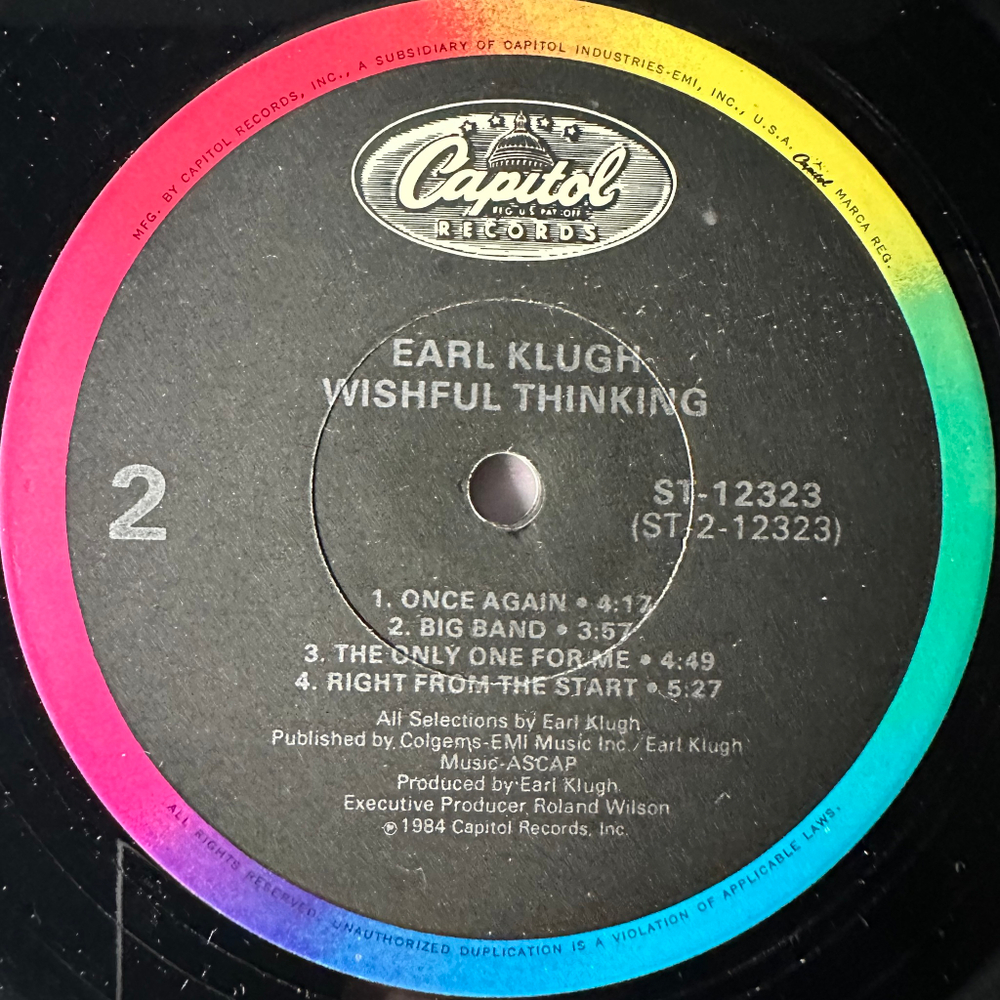 MFG. BY CAPITOL RECORDS, INC., A SUBSIDIARY OF CAPITOL INDUSTRIES-EMI, INC., U.S.A. Capitol MARCA REG.
Capitol
REG U S PAT OFF
RECORDS
EARL KLUGH
WISHFUL THINKING
2
ST-12323
(ST-2-12323)
1. ONCE AGAIN • 4:17
2. BIG BAND • 3:57
3. THE ONLY ONE FOR ME • 4:49
4. RIGHT FROM THE START • 5:27
All Selections by Earl Klugh
Published by Colgems-EMI Music Inc./Earl Klugh
Music-ASCAP
Produced by Earl Klugh
Executive Producer Roland Wilson
℗ 1984 Capitol Records, Inc.
ALL RIGHTS RESERVED. UNAUTHORIZED DUPLICATION IS A VIOLATION OF APPLICABLE LAWS.